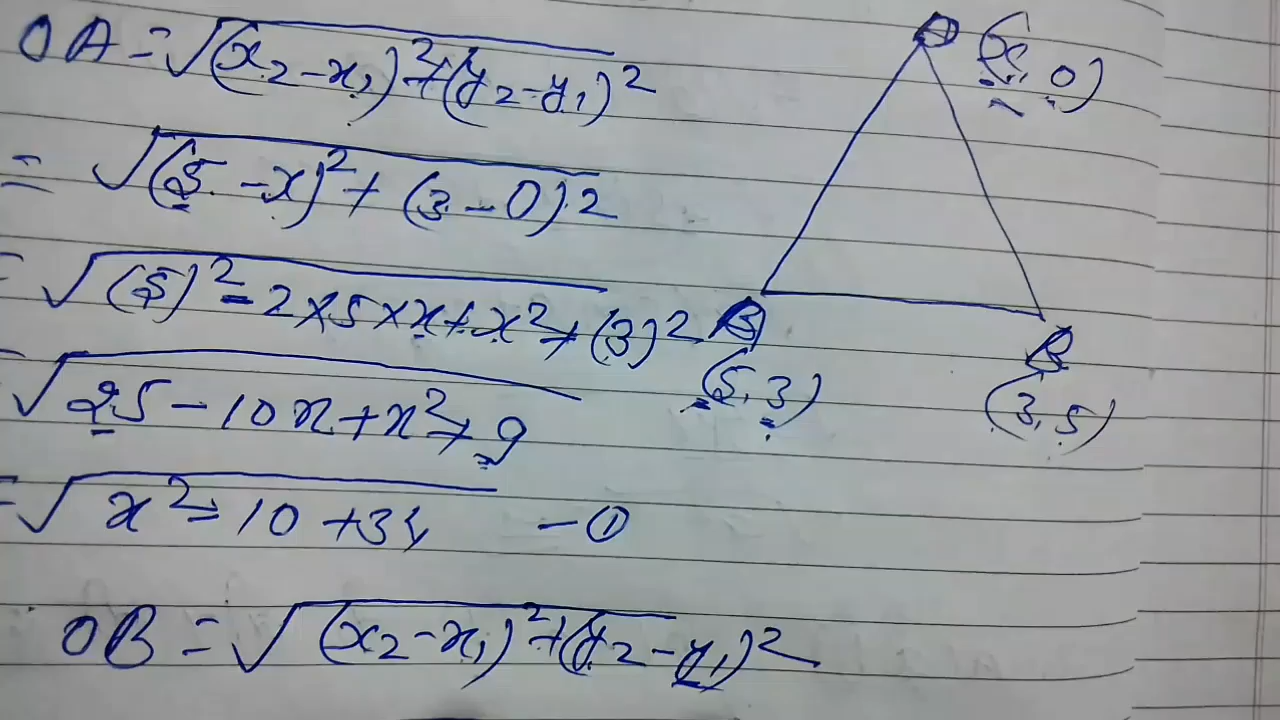 OA = √(x₂-x₁)²+(y₂-y₁)²
= √(5-x)²+(3-0)2
= √(5)²-2×5×x+x²+(3)²
= √25-10x+x²+9
= √x²-10+34 -①
OB = √(x₂-x₁)²+(y₂-y₁)²
(x, 0)
(5,3)
(3,5)